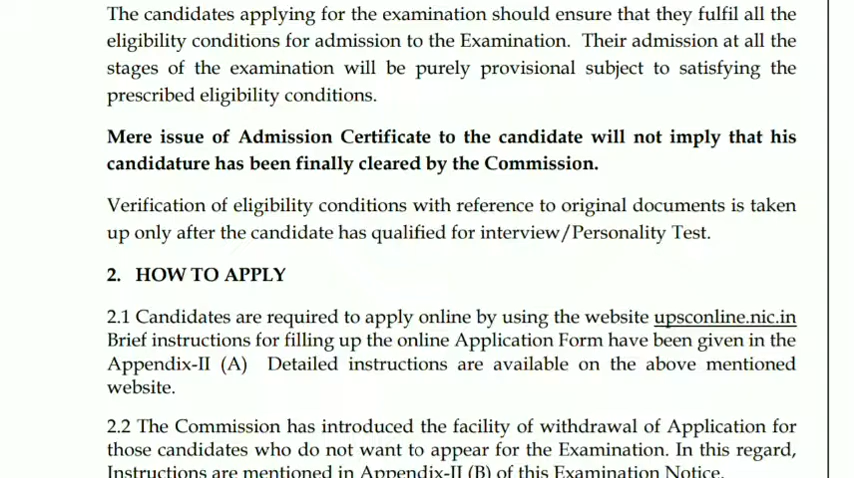 The candidates applying for the examination should ensure that they fulfil all the
eligibility conditions for admission to the Examination. Their admission at all the
stages of the examination will be purely provisional subject to satisfying the
prescribed eligibility conditions.
Mere issue of Admission Certificate to the candidate will not imply that his
candidature has been finally cleared by the Commission.
Verification of eligibility conditions with reference to original documents is taken
up only after the candidate has qualified for interview/Personality Test.
2. HOW TO APPLY
2.1 Candidates are required to apply online by using the website upsconline.nic.in
Brief instructions for filling up the online Application Form have been given in the
Appendix-II (A) Detailed instructions are available on the above mentioned
website.
2.2 The Commission has introduced the facility of withdrawal of Application for
those candidates who do not want to appear for the Examination. In this regard,
Instructions are mentioned in Appendix-II (B) of this Examination Notice.